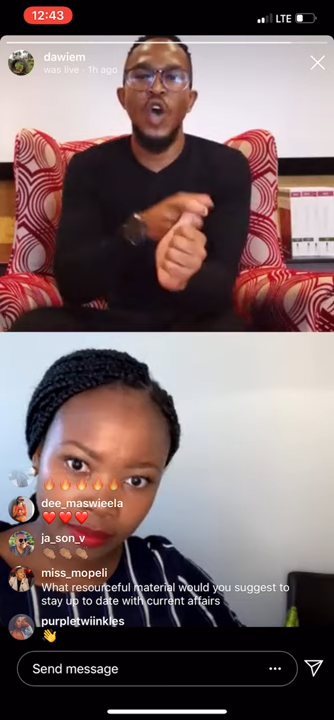 12:43
LTE
dawiem
was live · 1h ago
🔥🔥🔥🔥🔥
dee_maswieela
❤️❤️❤️
ja_son_v
👏🏽👏🏽👏🏽
miss_mopeli
What resourceful material would you suggest to
stay up to date with current affairs
purpletwiinkles
👋
Send message